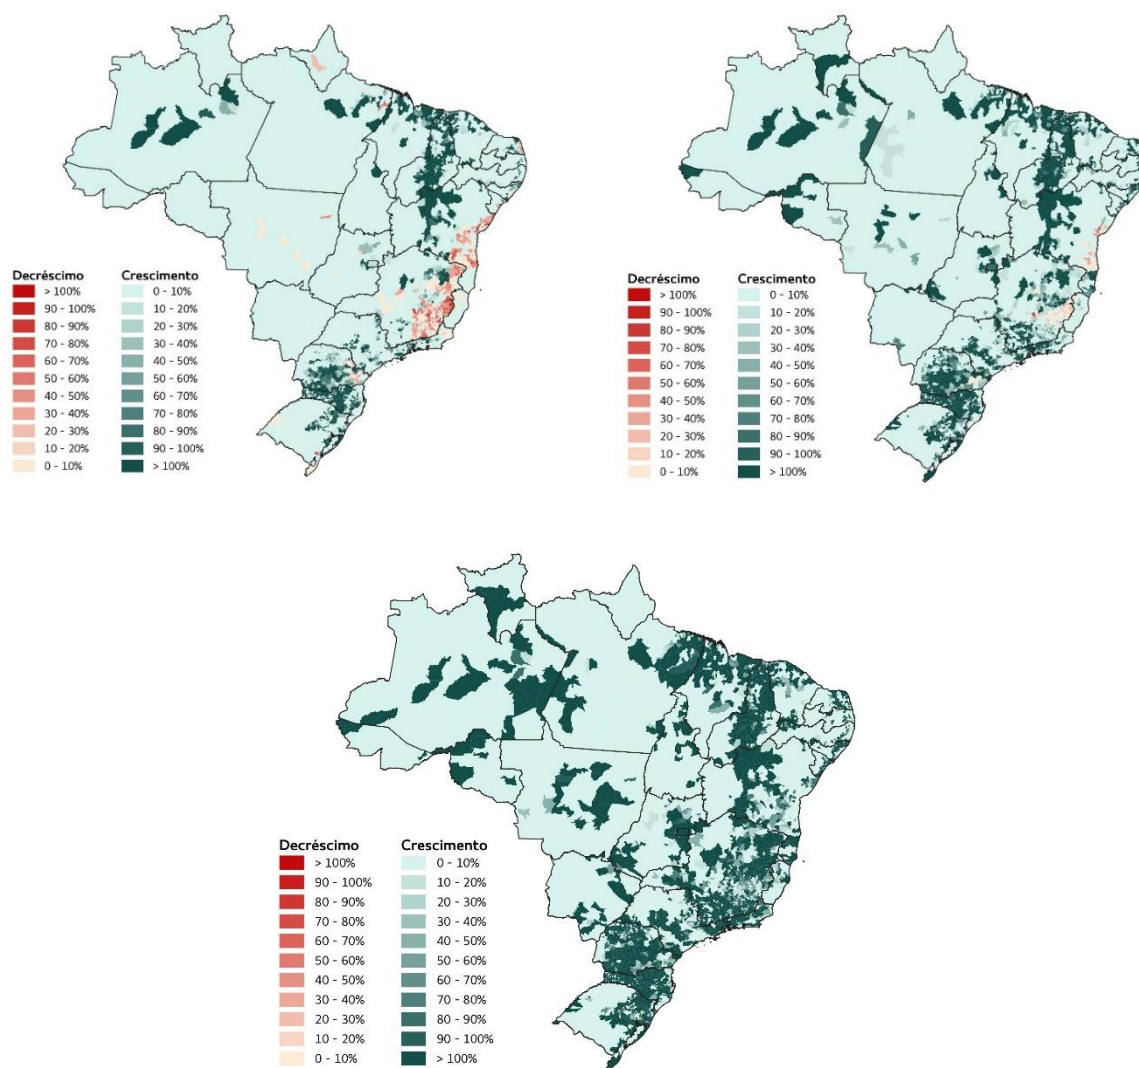 Decréscimo Crescimento
> 100% 0 - 10%
90 - 100% 10 - 20%
80 - 90% 20 - 30%
70 - 80% 30 - 40%
60 - 70% 40 - 50%
50 - 60% 50 - 60%
40 - 50% 60 - 70%
30 - 40% 70 - 80%
20 - 30% 80 - 90%
10 - 20% 90 - 100%
0 - 10% > 100%
Decréscimo Crescimento
> 100% 0 - 10%
90 - 100% 10 - 20%
80 - 90% 20 - 30%
70 - 80% 30 - 40%
60 - 70% 40 - 50%
50 - 60% 50 - 60%
40 - 50% 60 - 70%
30 - 40% 70 - 80%
20 - 30% 80 - 90%
10 - 20% 90 - 100%
0 - 10% > 100%
Decréscimo Crescimento
> 100% 0 - 10%
90 - 100% 10 - 20%
80 - 90% 20 - 30%
70 - 80% 30 - 40%
60 - 70% 40 - 50%
50 - 60% 50 - 60%
40 - 50% 60 - 70%
30 - 40% 70 - 80%
20 - 30% 80 - 90%
10 - 20% 90 - 100%
0 - 10% > 100%